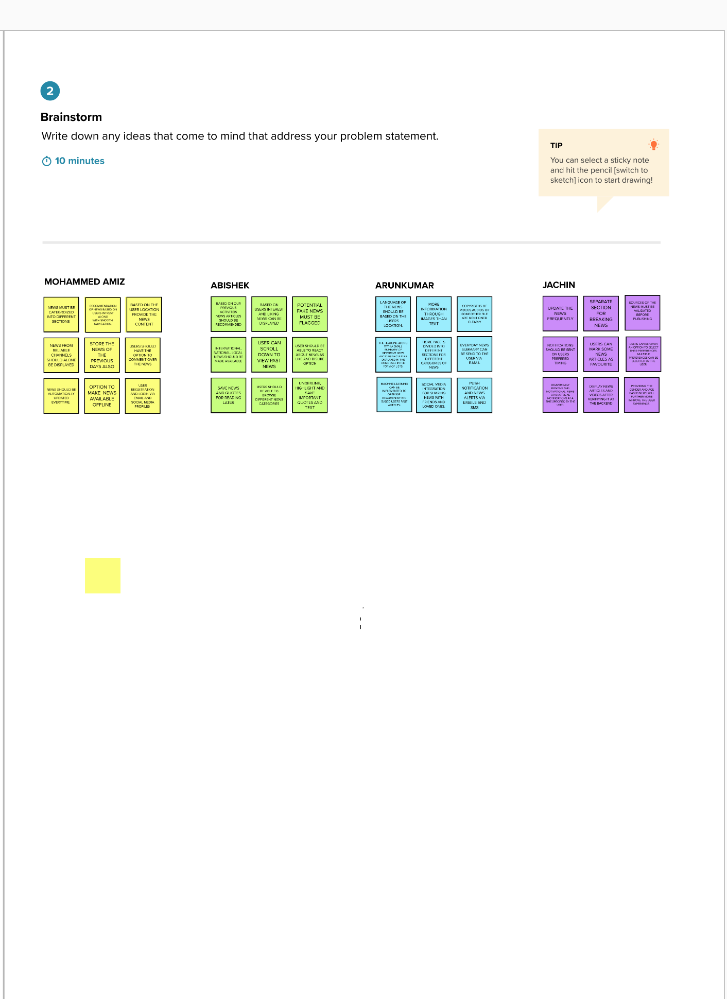 2
Brainstorm
Write down any ideas that come to mind that address your problem statement.
10 minutes
TIP
You can select a sticky note
and hit the pencil [switch to
sketch] icon to start drawing!
MOHAMMED AMIZ
NEWS MUST BE
CATEGROIZED
INTO DIFFERENT
SECTIONS
RECOMMENDATION
OF NEWS BASED ON
USERS INTREST
ALONG
WITH SMOOTH
NAVIGATION.
BASED ON THE
USER LOCATION
PROVIDE THE
NEWS
CONTENT
NEWS FROM
RELIABLE
CHANNELS
SHOULD ALONE
BE DISPLAYED
STORE THE
NEWS OF
THE
PREVIOUS
DAYS ALSO
USERS SHOULD
HAVE THE
OPTION TO
COMMENT OVER
THE NEWS
NEWS SHOULD BE
AUTOMATICALLY
UPDATED
EVERYTIME.
OPTION TO
MAKE NEWS
AVAILABLE
OFFLINE
USER
REGISTRATION
AND LOGIN VIA
EMAIL AND
SOCIAL MEDIA
PROFILES
ABISHEK
BASED ON OUR
PREVIOUS
ACTIVITEIS
NEWS ARTICLES
SHOULD BE
RECOMMENDED
BASED ON
USERS INTEREST
AND LIKING
NEWS CAN BE
DISPLAYED
POTENTIAL
FAKE NEWS
MUST BE
FLAGGED
INTERNATIONAL,
NATIONAL, LOCAL
NEWS SHOULD BE
MADE AVAILABLE
USER CAN
SCROLL
DOWN TO
VIEW PAST
NEWS
USER SHOULD BE
ABLE TO REACT
ABOUT NEWS AS
LIKE AND DISLIKE
OPTION
SAVE NEWS
AND QUOTES
FOR READING
LATER
USERS SHOULD
BE ABLE TO
BROWSE
DIFFERENT NEWS
CATEGORIES
UNDERLINE,
HIGHLIGHT AND
SAVE
IMPORTANT
QUOTES AND
TEXT
ARUNKUMAR
LANGUAGE OF
THE NEWS
SHOULD BE
BASED ON THE
USERS
LOCATION.
MORE
INFORMATION
THROUGH
IMAGES THAN
TEXT
COPYRIGTHS OF
VIDEOS,AUDIOS OR
SOMEOTHER FILE
ARE MENTIONED
CLEARLY
THE HEADLINE ALONG
WITH A SMALL
SUMMARY OF
DIFFERENT NEWS
ARTICLES SHOULD BE
DISPLAYED IN THE
HOME PAGE IN THE
FORM OF LISTS.
HOME PAGE IS
DIVIDED INTO
DIFFERENT
SECTIONS FOR
DIFFERENT
CATEGORIES OF
NEWS
EVERYDAY NEWS
SUMMARY CAN
BE SEND TO THE
USER VIA
E-MAIL
MACHINE LEARNING
CAN BE
IMPLEMENTED TO
OPTIMISE
RECOMENDATION
BASED USERS PAST
ACTIVITY.
SOCIAL MEDIA
INTEGRATION
FOR SHARING
NEWS WITH
FRIENDS AND
LOVED ONES.
PUSH
NOTIFICATION
AND NEWS
ALERTS VIA
EMAILS AND
SMS
JACHIN
UPDATE THE
NEWS
FREQUENTLY
SEPARATE
SECTION
FOR
BREAKING
NEWS
SOURCES OF THE
NEWS MUST BE
VALIDATED
BEFORE
PUBLISHING
NOTIFICATIONS
SHOULD BE SENT
ON USERS
PREFERED
TIMING
USERS CAN
MARK SOME
NEWS
ARTICLES AS
FAVOURITE
USERS CAN BE GIVEN
AN OPTION TO SELECT
THEIR PREFERENCES.
MULTIPLE
PREFERENCES CAN BE
SELECTED BY THE
USER.
DELIVER DAILY
POSITIVE AND
MOTIVATIONAL NEWS
OR QUOTES AS
NOTIFICATIONS AT A
TIME SPECIFIED BY THE
USER.
DISPLAY NEWS
ARTICLES AND
VIDEOS AFTER
VERIFYING IT AT
THE BACKEND
PROVIDING THE
GENDER AND AGE
BASED NEWS WILL
FURTHER MORE
IMPROVE THE USER
EXPERIENCE.